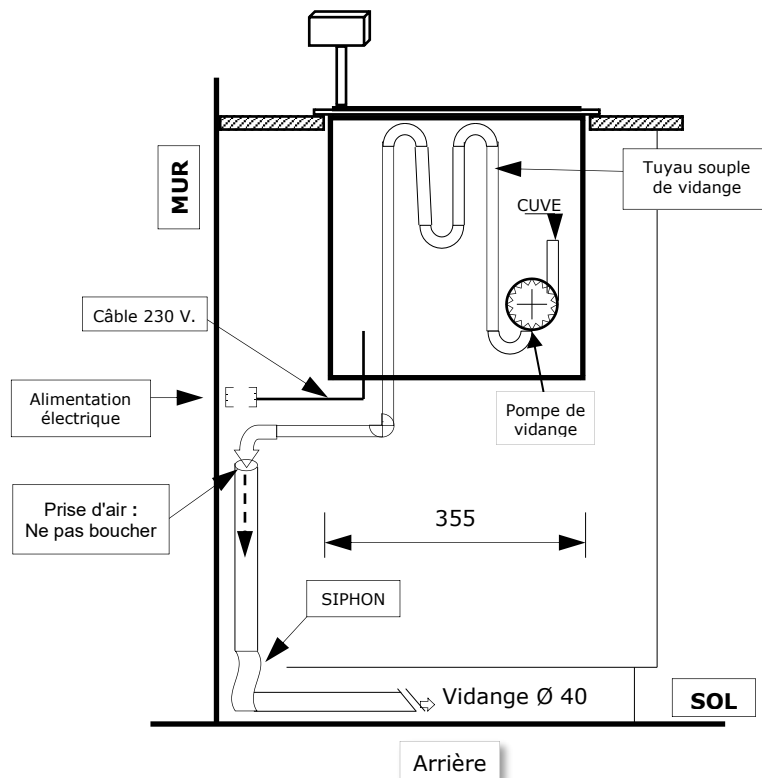 MUR
Tuyau souple
de vidange
CUVE
Câble 230 V.
Alimentation
électrique
Pompe de
vidange
Prise d'air :
Ne pas boucher
355
SIPHON
Vidange Ø 40
SOL
Arrière